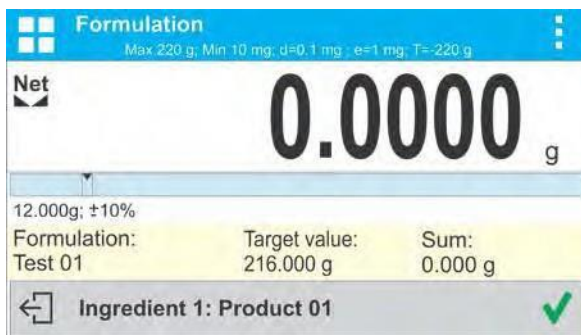 Formulation
Max 220 g; Min 10 mg; d=0.1 mg ; e=1 mg; T=-220 g
Net
0.0000 g
12.000g; ±10%
Formulation: Target value: Sum:
Test 01 216.000 g 0.000 g
Ingredient 1: Product 01